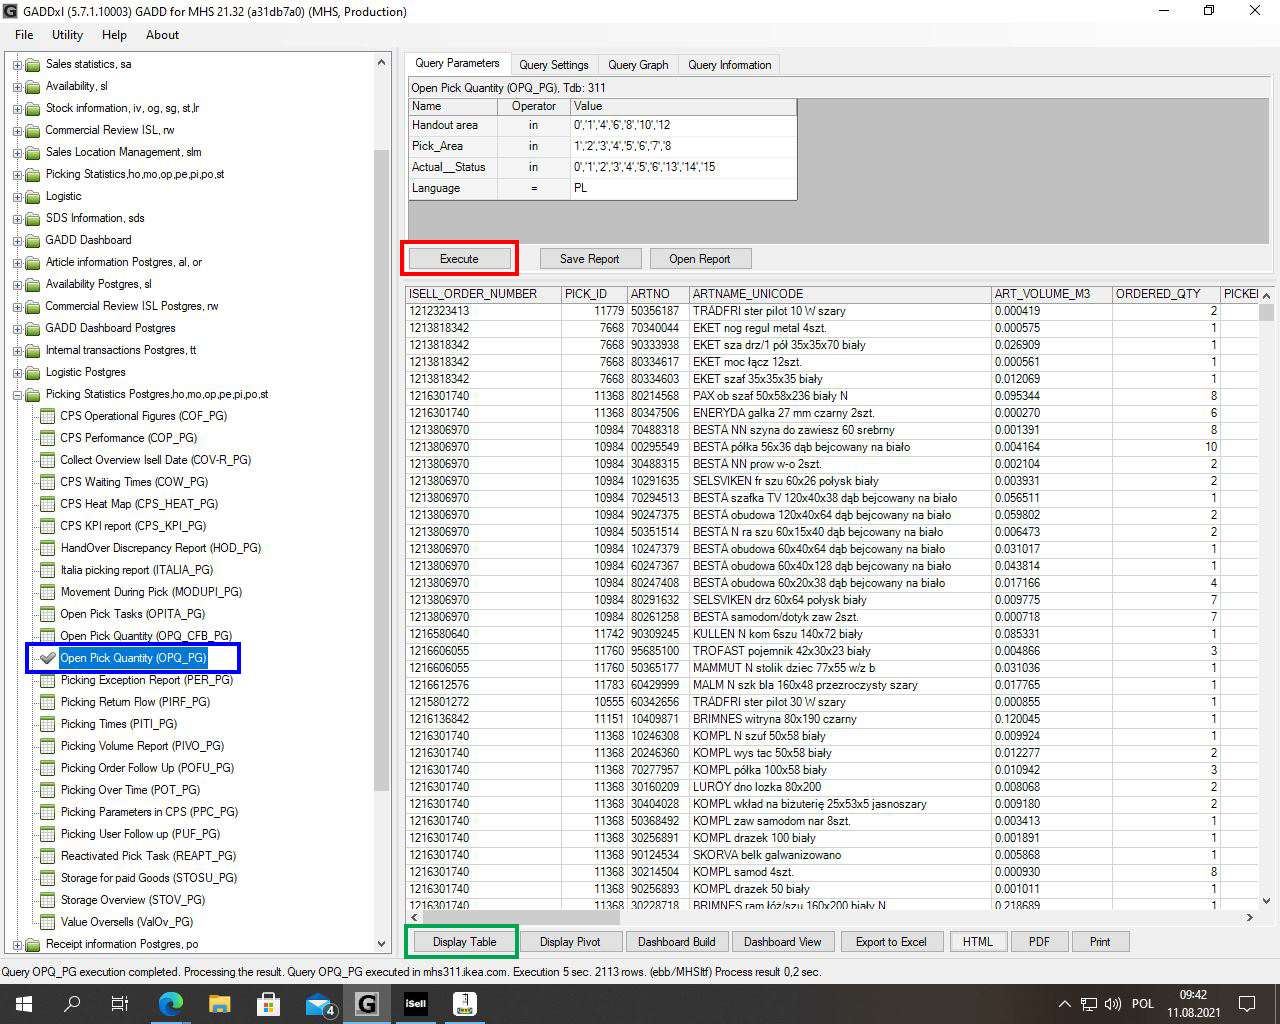 GADDxI (5.7.1.10003) GADD for MHS 21.32 (a31db7a0) (MHS, Production)
File Utility Help About
Sales statistics, sa
Availability, sl
Stock information, iv, og, sg, st,lr
Commercial Review ISL, rw
Sales Location Management, slm
Picking Statistics,ho,mo,op,pe,pi,po,st
Logistic
SDS Information, sds
GADD Dashboard
Article information Postgres, al, or
Availability Postgres, sl
Commercial Review ISL Postgres, rw
GADD Dashboard Postgres
Internal transactions Postgres, tt
Logistic Postgres
Picking Statistics Postgres,ho,mo,op,pe,pi,po,st
CPS Operational Figures (COF_PG)
CPS Performance (COP_PG)
Collect Overview Isell Date (COV-R_PG)
CPS Waiting Times (COW_PG)
CPS Heat Map (CPS_HEAT_PG)
CPS KPI report (CPS_KPI_PG)
HandOver Discrepancy Report (HOD_PG)
Italia picking report (ITALIA_PG)
Movement During Pick (MODUPI_PG)
Open Pick Tasks (OPITA_PG)
Open Pick Quantity (OPQ_CFB_PG)
Open Pick Quantity (OPQ_PG)
Picking Exception Report (PER_PG)
Picking Return Flow (PIRF_PG)
Picking Times (PITI_PG)
Picking Volume Report (PIVO_PG)
Picking Order Follow Up (POFU_PG)
Picking Over Time (POT_PG)
Picking Parameters in CPS (PPC_PG)
Picking User Follow up (PUF_PG)
Reactivated Pick Task (REAPT_PG)
Storage for paid Goods (STOSU_PG)
Storage Overview (STOV_PG)
Value Oversells (ValOv_PG)
Receipt information Postgres, po
Query Parameters Query Settings Query Graph Query Information
Open Pick Quantity (OPQ_PG), Tdb: 311
Name Operator Value
Handout area in 0','1','4','6','8','10','12
Pick_Area in 1','2','3','4','5','6','7','8
Actual__Status in 0','1','2','3','4','5','6','13','14','15
Language = PL
Execute Save Report Open Report
ISELL_ORDER_NUMBER PICK_ID ARTNO ARTNAME_UNICODE ART_VOLUME_M3 ORDERED_QTY PICKE
1212323413 11779 50356187 TRÅDFRI ster pilot 10 W szary 0.000419 2
1213818342 7668 70340044 EKET nog regul metal 4szt. 0.000575 1
1213818342 7668 90333938 EKET sza drz/1 pół 35x35x70 biały 0.026909 1
1213818342 7668 80334617 EKET moc łącz 12szt. 0.000561 1
1213818342 7668 80334603 EKET szaf 35x35x35 biały 0.012069 1
1216301740 11368 80214568 PAX ob szaf 50x58x236 biały N 0.095344 8
1216301740 11368 80347506 ENERYDA gałka 27 mm czarny 2szt. 0.000270 6
1213806970 10984 70488318 BESTÅ NN szyna do zawiesz 60 srebrny 0.001391 8
1213806970 10984 00295549 BESTÅ półka 56x36 dąb bejcowany na biało 0.004164 10
1213806970 10984 30488315 BESTÅ NN prow w-o 2szt. 0.002104 2
1213806970 10984 10291635 SELSVIKEN fr szu 60x26 połysk biały 0.003931 2
1213806970 10984 70294513 BESTÅ szafka TV 120x40x38 dąb bejcowany na biało 0.056511 1
1213806970 10984 90247375 BESTÅ obudowa 120x40x64 dąb bejcowany na biało 0.059802 2
1213806970 10984 50351514 BESTÅ N ra szu 60x15x40 dąb bejcowany na biało 0.006473 2
1213806970 10984 10247379 BESTÅ obudowa 60x40x64 dąb bejcowany na biało 0.031017 1
1213806970 10984 60247367 BESTÅ obudowa 60x40x128 dąb bejcowany na biało 0.043814 1
1213806970 10984 80247408 BESTÅ obudowa 60x20x38 dąb bejcowany na biało 0.017166 4
1213806970 10984 80291632 SELSVIKEN drz 60x64 połysk biały 0.009775 7
1213806970 10984 80261258 BESTÅ samodom/dotyk zaw 2szt. 0.000718 7
1216580640 11742 90309245 KULLEN N kom 6szu 140x72 biały 0.085331 1
1216606055 11760 95685100 TROFAST pojemnik 42x30x23 biały 0.004866 3
1216606055 11760 50365177 MAMMUT N stolik dziec 77x55 w/z b 0.031036 1
1216612576 11783 60429999 MALM N szk bla 160x48 przezroczysty szary 0.017765 1
1215801272 10555 60342656 TRÅDFRI ster pilot 30 W szary 0.000855 1
1216136842 11151 10409871 BRIMNES witryna 80x190 czarny 0.120045 1
1216301740 11368 10246308 KOMPL N szuf 50x58 biały 0.009924 1
1216301740 11368 20246360 KOMPL wys tac 50x58 biały 0.012277 2
1216301740 11368 70277957 KOMPL półka 100x58 biały 0.010942 3
1216301740 11368 30160209 LURÖY dno lozka 80x200 0.008068 2
1216301740 11368 30404028 KOMPL wkład na biżuterię 25x53x5 jasnoszary 0.009180 2
1216301740 11368 50368492 KOMPL zaw samodom nar 8szt. 0.003413 1
1216301740 11368 30256891 KOMPL drazek 100 biały 0.001891 1
1216301740 11368 90124534 SKORVA belk galwanizowano 0.005868 1
1216301740 11368 30214504 KOMPL samod 4szt. 0.000930 8
1216301740 11368 90256893 KOMPL drazek 50 biały 0.001011 1
1216301740 11368 30228718 BRIMNES ram łóż/szu 160x200 biały N 0.218689 1
Display Table Display Pivot Dashboard Build Dashboard View Export to Excel HTML PDF Print
Query OPQ_PG execution completed. Processing the result. Query OPQ_PG executed in mhs311.ikea.com. Execution 5 sec. 2113 rows. (ebb/MHSltf) Process result 0,2 sec.
4 G iSell POL 09:42
11.08.2021